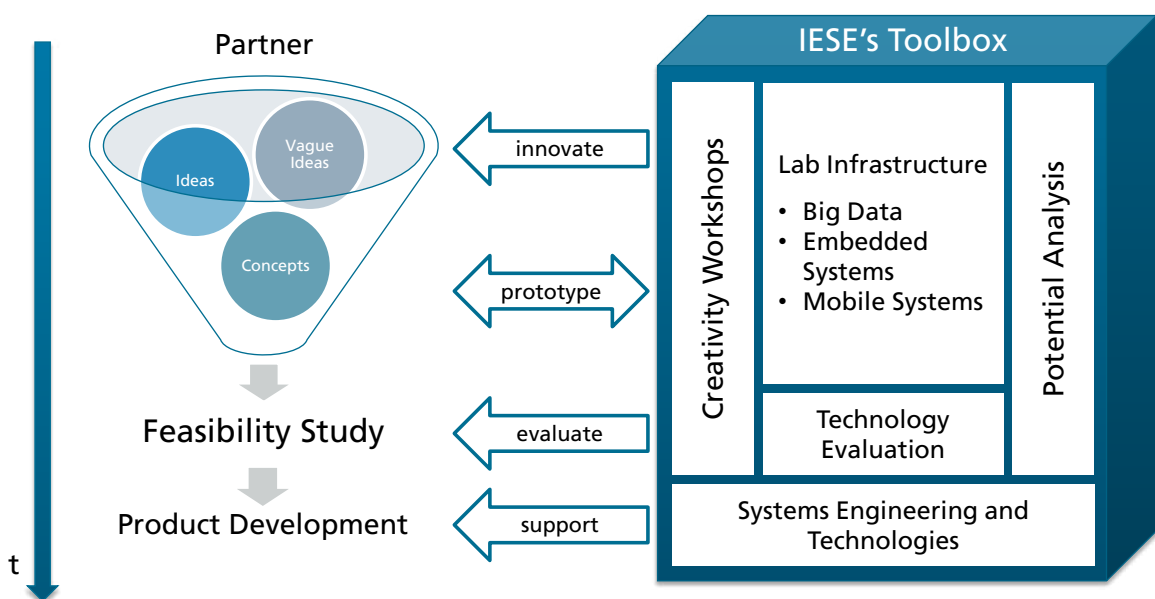 Partner
Vague
Ideas
Ideas
Concepts
Feasibility Study
Product Development
t
innovate
prototype
evaluate
support
IESE's Toolbox
Creativity Workshops
Lab Infrastructure
• Big Data
• Embedded
Systems
• Mobile Systems
Technology
Evaluation
Potential Analysis
Systems Engineering and
Technologies